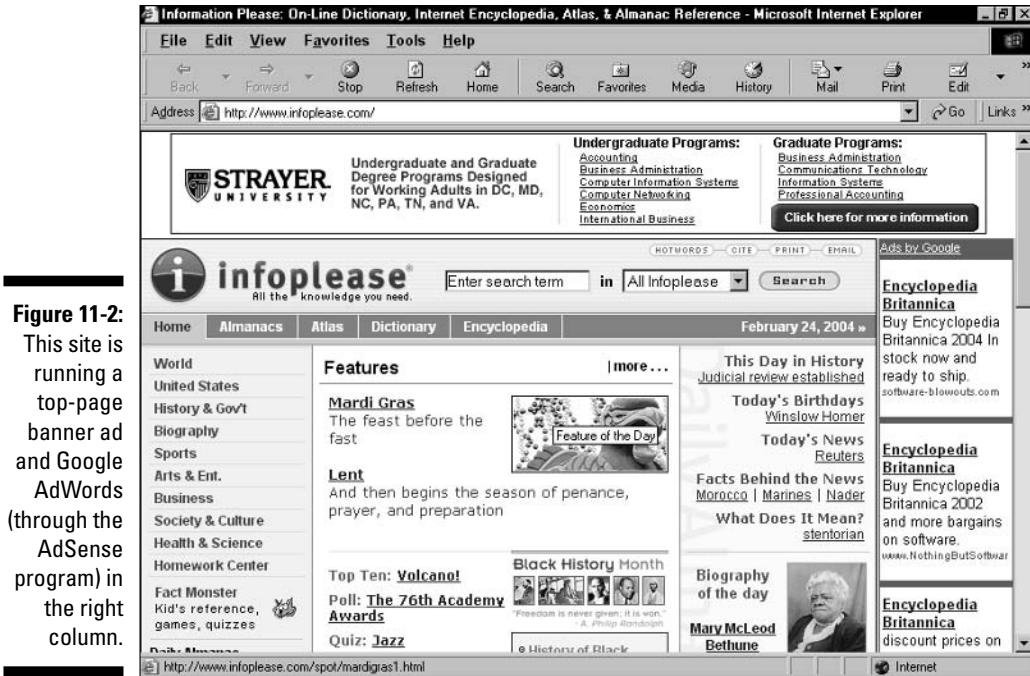 Information Please: On-Line Dictionary, Internet Encyclopedia, Atlas, & Almanac Reference - Microsoft Internet Explorer
File Edit View Favorites Tools Help
Back Forward Stop Refresh Home Search Favorites Media History Mail Print Edit »
Address http://www.infoplease.com/ Go Links »
STRAYER
UNIVERSITY
Undergraduate and Graduate
Degree Programs Designed
for Working Adults in DC, MD,
NC, PA, TN, and VA.
Undergraduate Programs:
Accounting
Business Administration
Computer Information Systems
Computer Networking
Economics
International Business
Graduate Programs:
Business Administration
Communications Technology
Information Systems
Professional Accounting
Click here for more information
HOTWORDS CITE PRINT EMAIL
i infoplease®
All the knowledge you need.
Enter search term in All Infoplease Search
Home Almanacs Atlas Dictionary Encyclopedia February 24, 2004 »
World
United States
History & Gov't
Biography
Sports
Arts & Ent.
Business
Society & Culture
Health & Science
Homework Center
Fact Monster
Kid's reference,
games, quizzes
Daily Almanac
Features | more . . .
Mardi Gras
The feast before the
fast
Feature of the Day
Lent
And then begins the season of penance,
prayer, and preparation
Top Ten: Volcano!
Poll: The 76th Academy
Awards
Quiz: Jazz
Black History Month
"Freedom is never given; it is won."
- A. Philip Randolph
History of Black
This Day in History
Judicial review established
Today's Birthdays
Winslow Homer
Today's News
Reuters
Facts Behind the News
Morocco | Marines | Nader
What Does It Mean?
stentorian
Biography
of the day
Mary McLeod
Bethune
Ads by Google
Encyclopedia
Britannica
Buy Encyclopedia
Britannica 2004 In
stock now and
ready to ship.
software-blowouts.com
Encyclopedia
Britannica
Buy Encyclopedia
Britannica 2002
and more bargains
on software.
www.NothingButSoftwar
Encyclopedia
Britannica
discount prices on
http://www.infoplease.com/spot/mardigras1.html Internet
Figure 11-2:
This site is
running a
top-page
banner ad
and Google
AdWords
(through the
AdSense
program) in
the right
column.